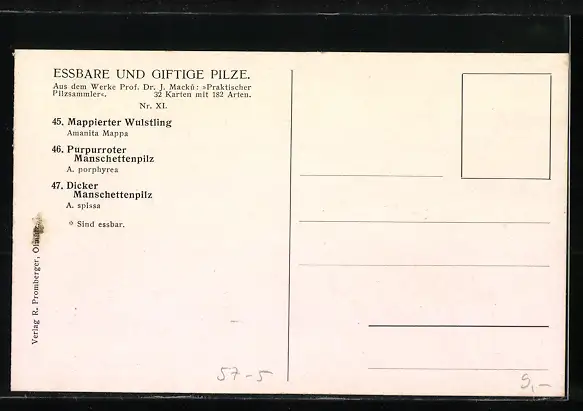 ESSBARE UND GIFTIGE PILZE.
Aus dem Werke Prof. Dr. J. Macků: »Praktischer
Pilzsammler«. 32 Karten mit 182 Arten.
Nr. XI.
45. Mappierter Wulstling
Amanita Mappa
46. Purpurroter
Manschettenpilz
A. porphyrea
47. Dicker
Manschettenpilz
A. spissa
* Sind essbar.
Verlag R. Promberger,
57-5
9,-